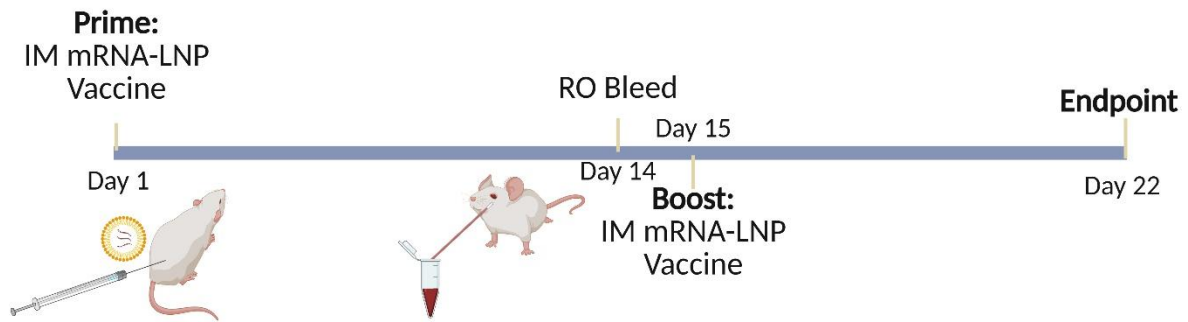 Prime:
IM mRNA-LNP
Vaccine
Day 1
RO Bleed
Day 14
Day 15
Boost:
IM mRNA-LNP
Vaccine
Endpoint
Day 22